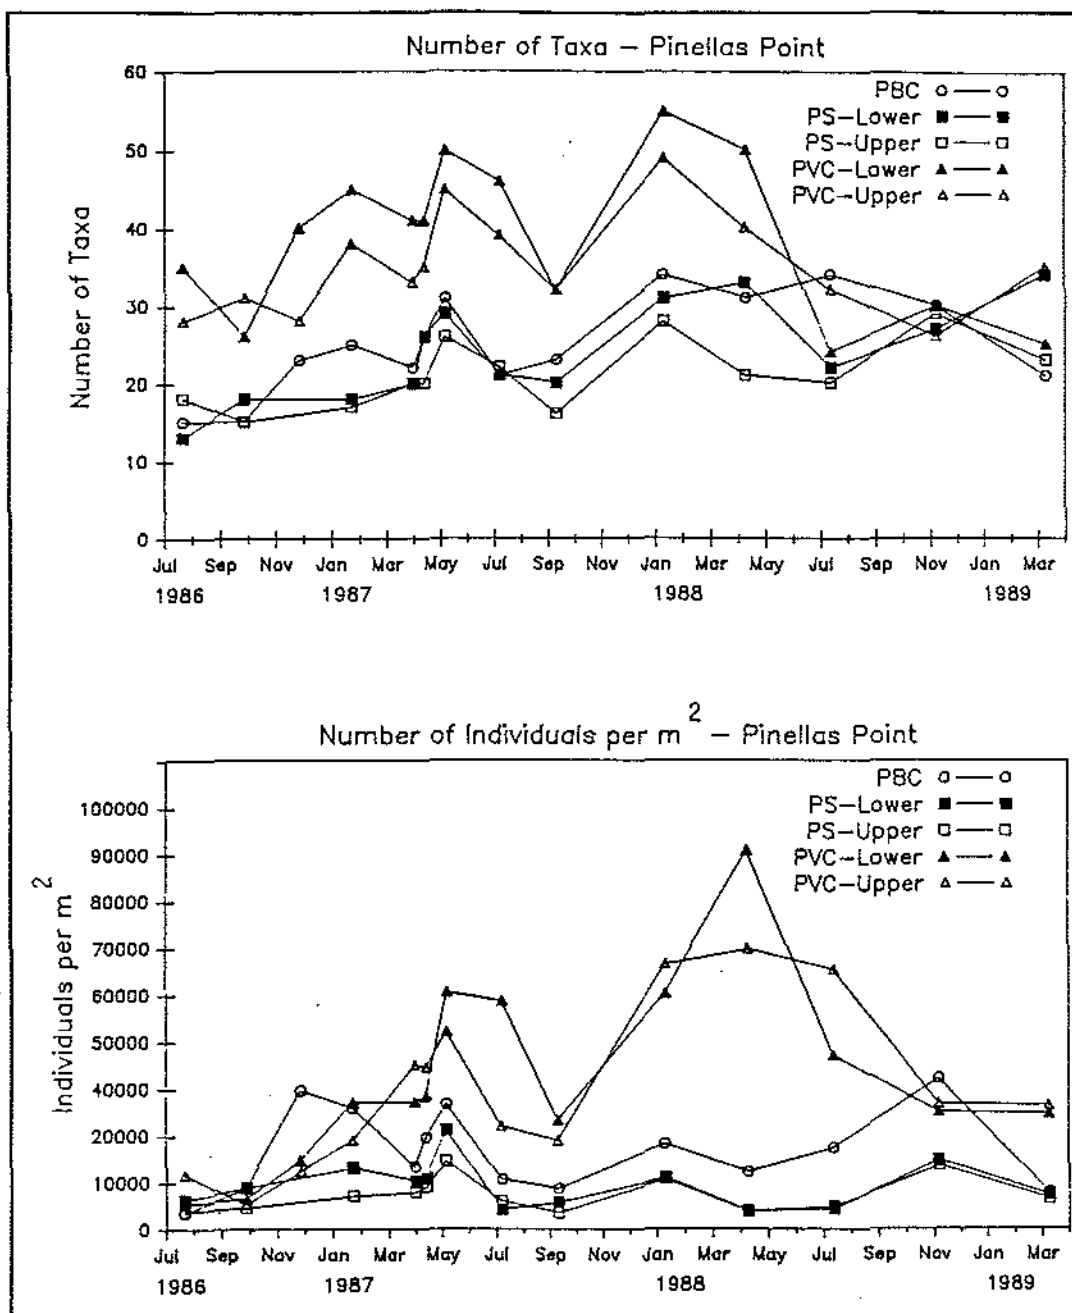 Number of Taxa – Pinellas Point
60
50
40
30
20
10
0
Number of Taxa
PBC
PS–Lower
PS–Upper
PVC–Lower
PVC–Upper
Jul Sep Nov Jan Mar May Jul Sep Nov Jan Mar May Jul Sep Nov Jan Mar
1986 1987 1988 1989
Number of Individuals per m² – Pinellas Point
100000
90000
80000
70000
60000
50000
40000
20000
10000
0
Individuals per m²
PBC
PS–Lower
PS–Upper
PVC–Lower
PVC–Upper
Jul Sep Nov Jan Mar May Jul Sep Nov Jan Mar May Jul Sep Nov Jan Mar
1986 1987 1988 1989